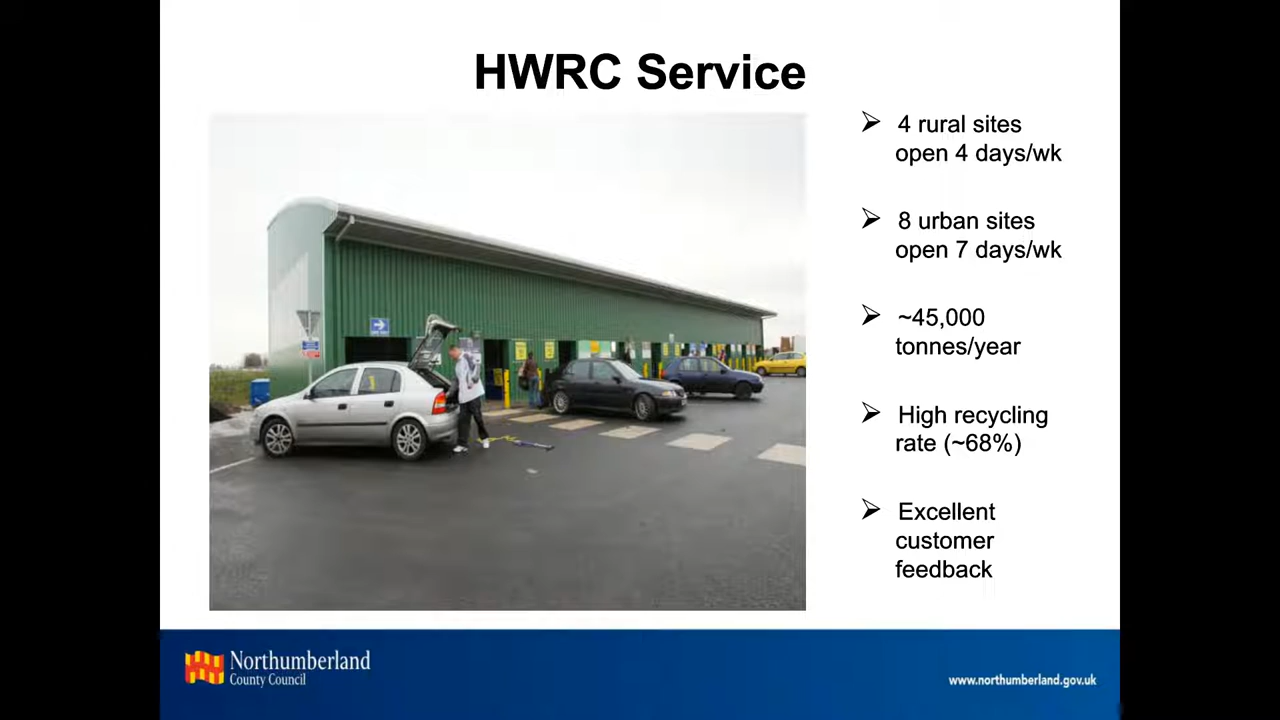 HWRC Service
➢ 4 rural sites
open 4 days/wk
➢ 8 urban sites
open 7 days/wk
➢ ~45,000
tonnes/year
➢ High recycling
rate (~68%)
➢ Excellent
customer
feedback
Northumberland
County Council
www.northumberland.gov.uk